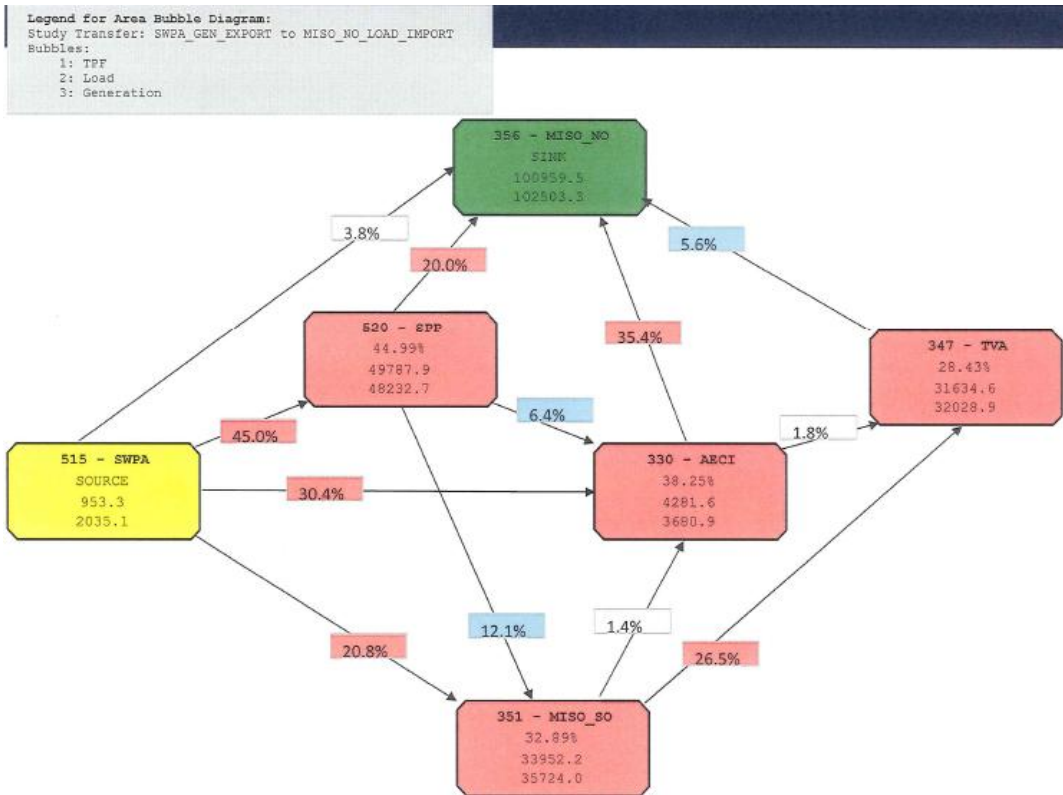 Legend for Area Bubble Diagram:
Study Transfer: SWPA_GEN_EXPORT to MISO_NO_LOAD_IMPORT
Bubbles:
1: TPF
2: Load
3: Generation
356 - MISO_NO
SINK
100959.5
102503.3
3.8%
5.6%
20.0%
520 - SPP
44.99%
49787.9
48232.7
35.4%
347 - TVA
28.43%
31634.6
32028.9
45.0%
6.4%
1.8%
515 - SWPA
SOURCE
953.3
2035.1
30.4%
330 - AECI
38.25%
4281.6
3680.9
20.8%
12.1%
1.4%
26.5%
351 - MISO_SO
32.89%
33952.2
35724.0